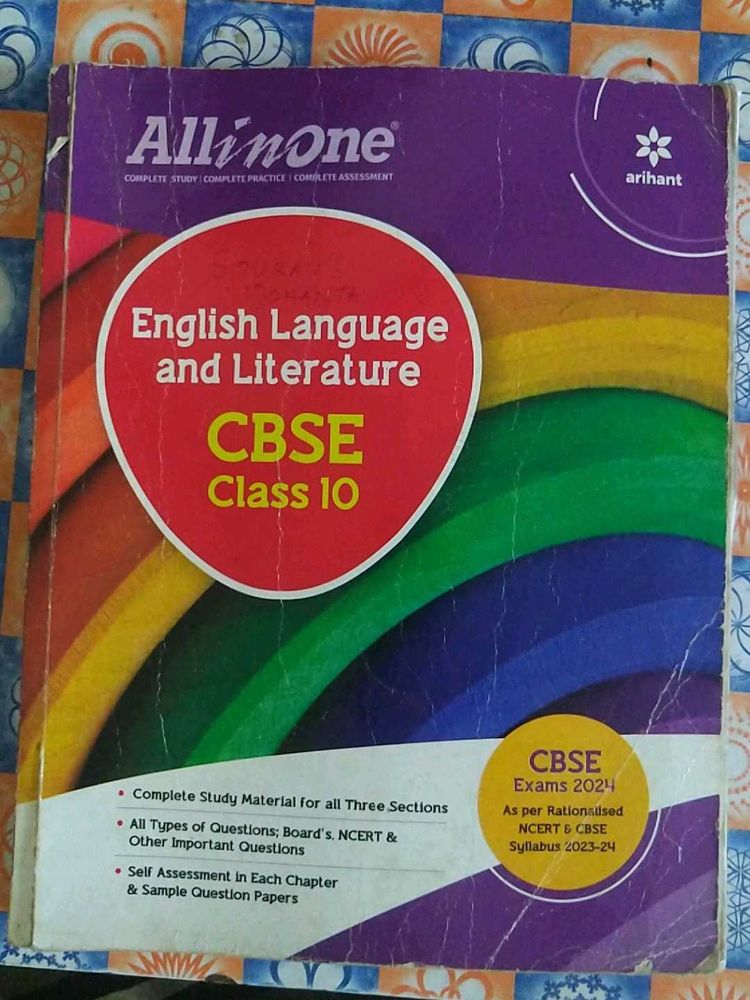 All in One®
COMPLETE STUDY | COMPLETE PRACTICE | COMPLETE ASSESSMENT
arihant
English Language
and Literature
CBSE
Class 10
CBSE
Exams 2024
As per Rationalised
NCERT & CBSE
Syllabus 2023-24
• Complete Study Material for all Three Sections
• All Types of Questions; Board's, NCERT &
Other Important Questions
• Self Assessment in Each Chapter
& Sample Question Papers